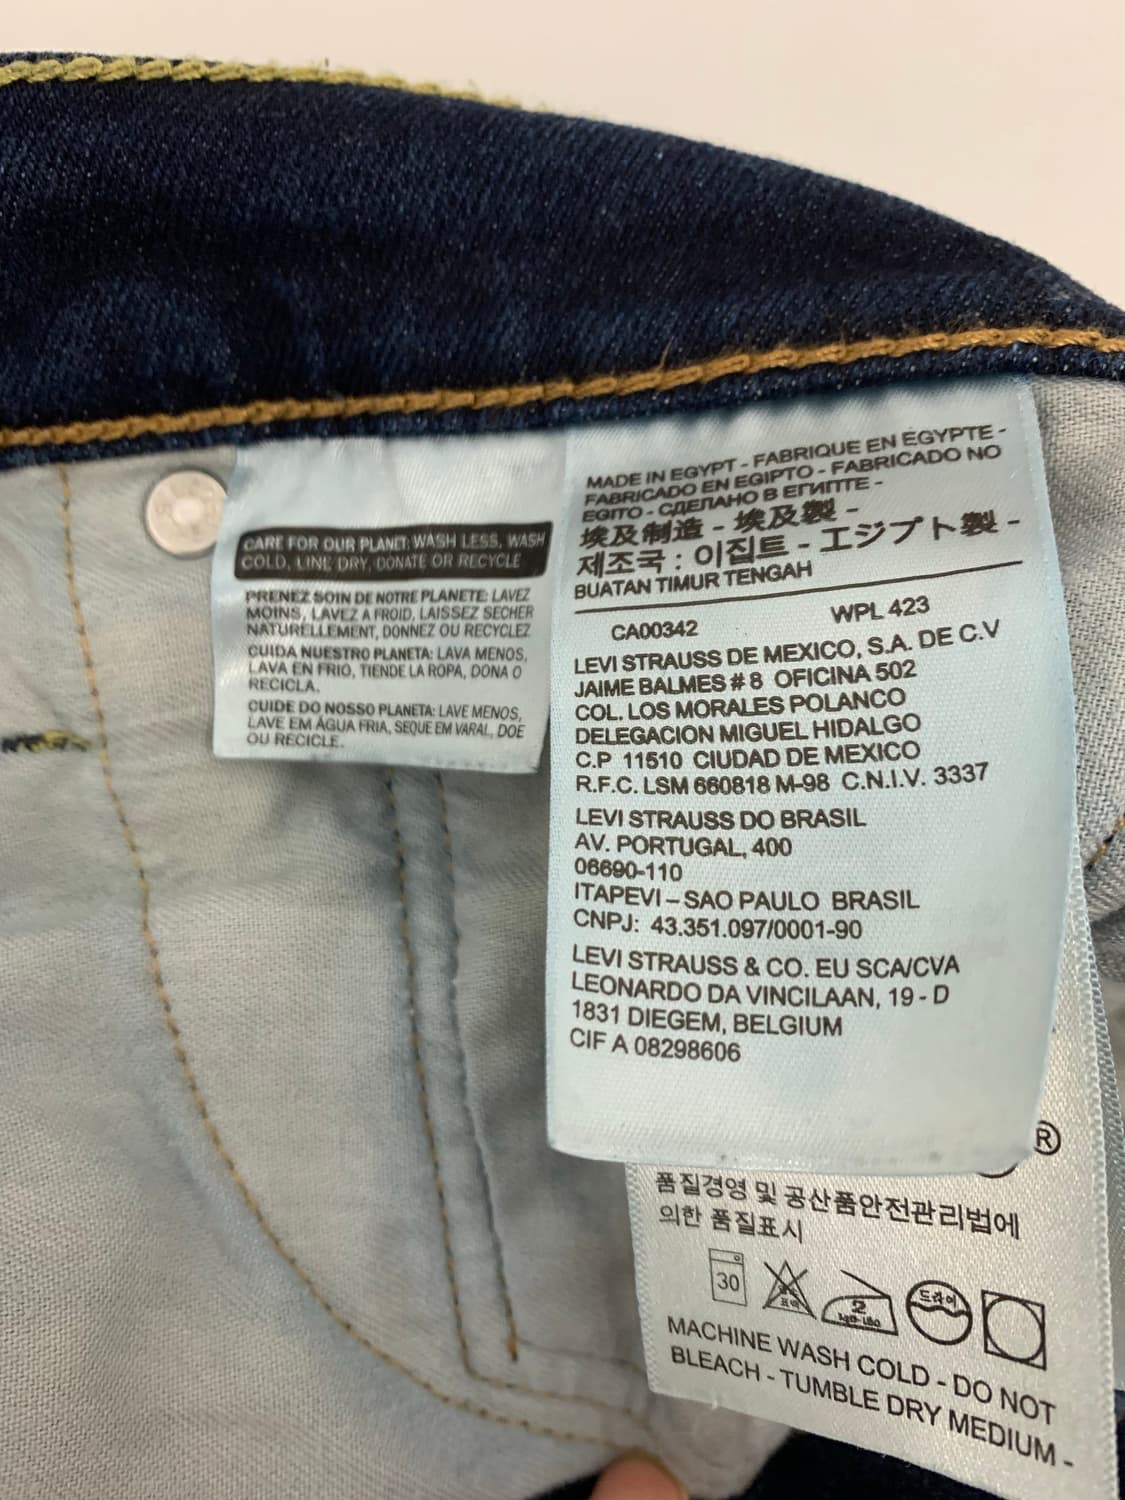 CARE FOR OUR PLANET: WASH LESS, WASH
COLD, LINE DRY, DONATE OR RECYCLE
PRENEZ SOIN DE NOTRE PLANETE: LAVEZ
MOINS, LAVEZ A FROID, LAISSEZ SECHER
NATURELLEMENT, DONNEZ OU RECYCLEZ
CUIDA NUESTRO PLANETA: LAVA MENOS,
LAVA EN FRIO, TIENDE LA ROPA, DONA O
RECICLA.
CUIDE DO NOSSO PLANETA: LAVE MENOS,
LAVE EM ÁGUA FRIA, SEQUE EM VARAL, DOE
OU RECICLE.
MADE IN EGYPT - FABRIQUE EN ÉGYPTE -
FABRICADO EN EGIPTO - FABRICADO NO
EGITO - СДЕЛАНО В ЕГИПТЕ -
埃及制造 - 埃及製 -
제조국 : 이집트 - エジプト製 -
BUATAN TIMUR TENGAH
CA00342 WPL 423
LEVI STRAUSS DE MEXICO, S.A. DE C.V
JAIME BALMES # 8 OFICINA 502
COL. LOS MORALES POLANCO
DELEGACION MIGUEL HIDALGO
C.P 11510 CIUDAD DE MEXICO
R.F.C. LSM 660818 M-98 C.N.I.V. 3337
LEVI STRAUSS DO BRASIL
AV. PORTUGAL, 400
06690-110
ITAPEVI – SAO PAULO BRASIL
CNPJ: 43.351.097/0001-90
LEVI STRAUSS & CO. EU SCA/CVA
LEONARDO DA VINCILAAN, 19 - D
1831 DIEGEM, BELGIUM
CIF A 08298606
®
품질경영 및 공산품안전관리법에
의한 품질표시
30
2
드라이
MACHINE WASH COLD - DO NOT
BLEACH - TUMBLE DRY MEDIUM -